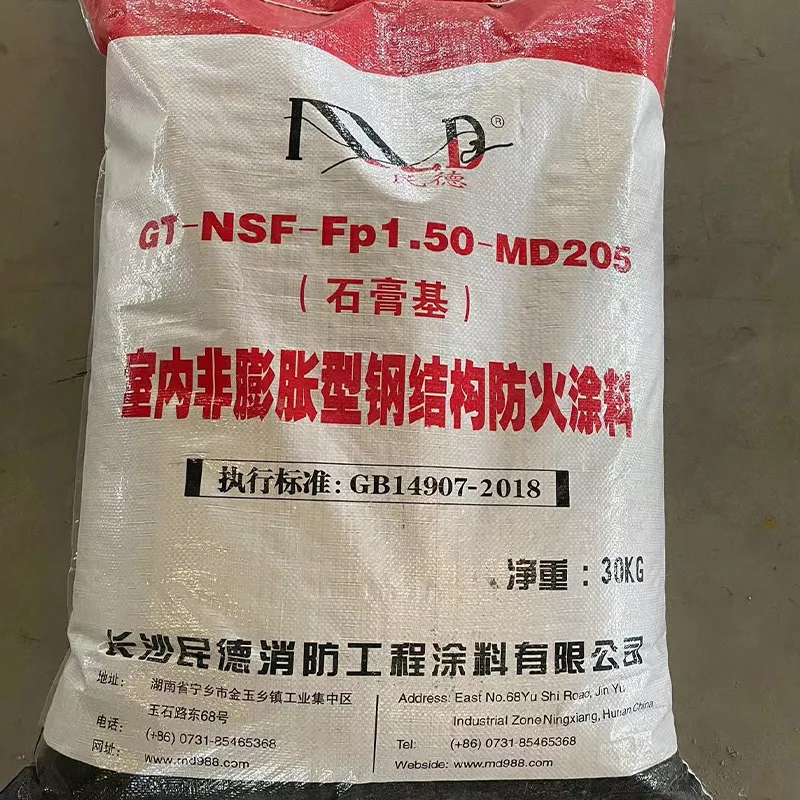 MD®
民德
GT-NSF-Fp1.50-MD205
(石膏基)
室内非膨胀型钢结构防火涂料
执行标准: GB14907-2018
净重:30KG
长沙民德消防工程涂料有限公司
地址: 湖南省宁乡市金玉乡镇工业集中区
玉石路东68号
电话: (+86) 0731-85465368
网址: www.md988.com
Address: East No.68Yu Shi Road, Jin Yu
Industrial Zone Ningxiang, Hunan China
Tel: (+86) 0731-85465368
Webside: www.md988.com